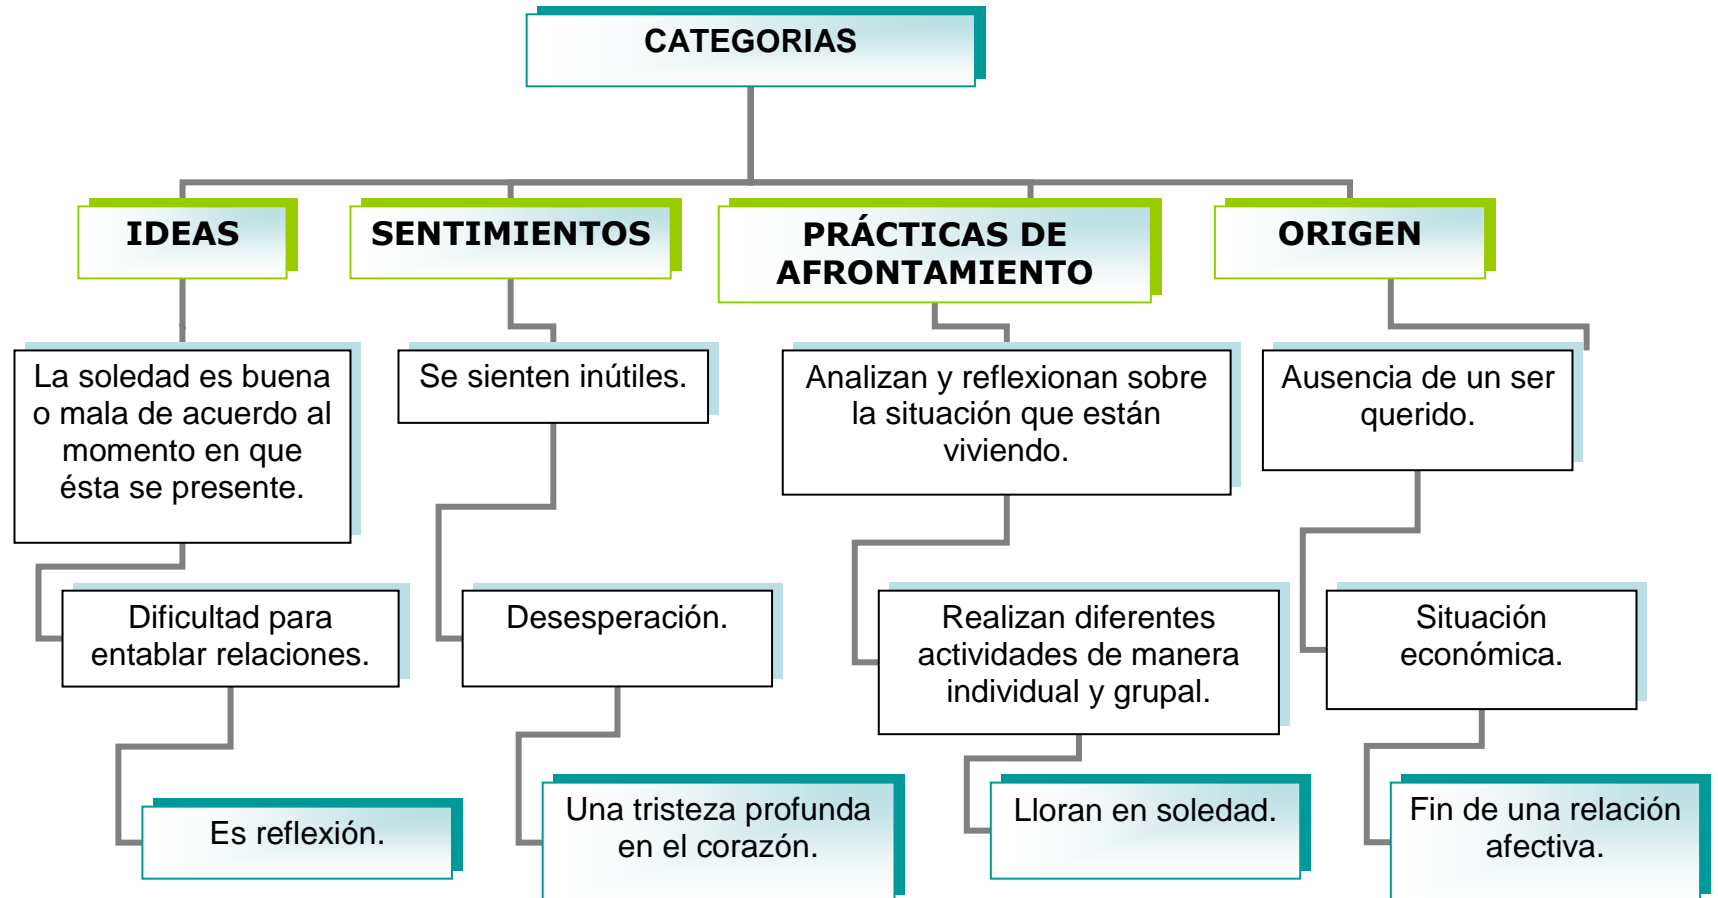 CATEGORIAS
IDEAS
SENTIMIENTOS
PRÁCTICAS DE
AFRONTAMIENTO
ORIGEN
La soledad es buena
o mala de acuerdo al
momento en que
ésta se presente.
Se sienten inútiles.
Analizan y reflexionan sobre
la situación que están
viviendo.
Ausencia de un ser
querido.
Dificultad para
entablar relaciones.
Desesperación.
Realizan diferentes
actividades de manera
individual y grupal.
Situación
económica.
Es reflexión.
Una tristeza profunda
en el corazón.
Lloran en soledad.
Fin de una relación
afectiva.